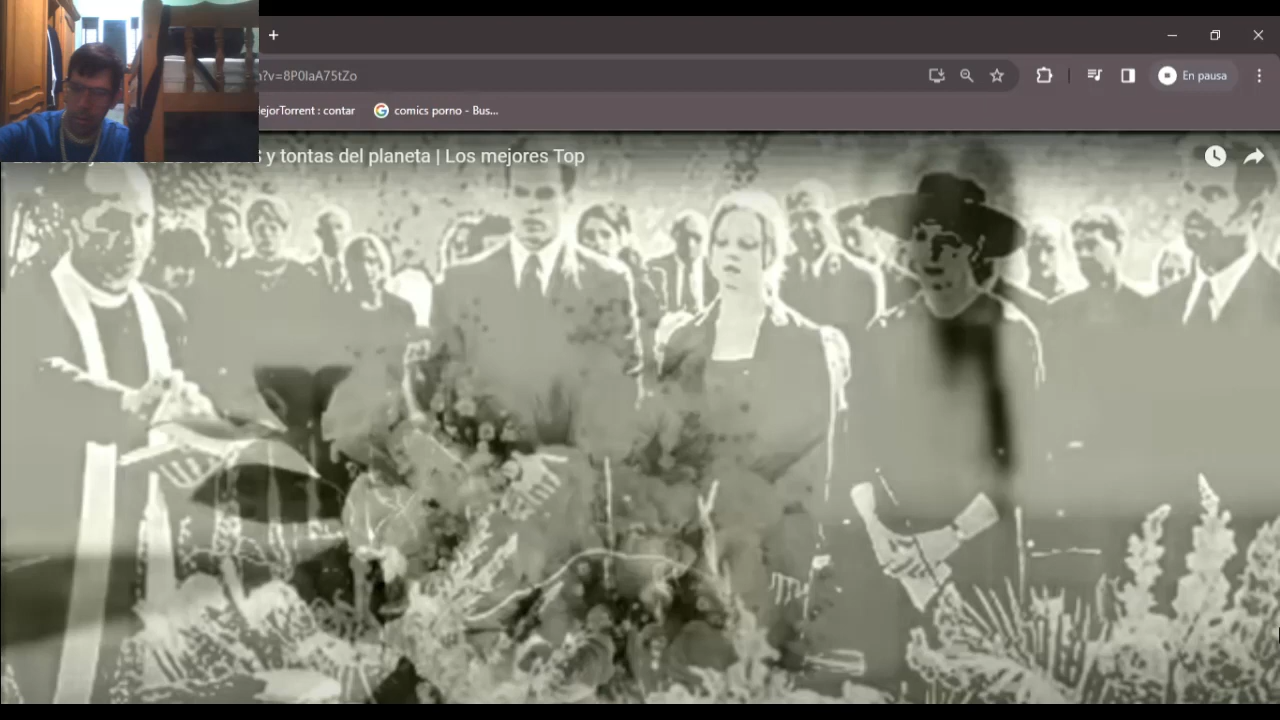 ?v=8P0IaA75tZo
En pausa
ejorTorrent : contar
comics porno - Bus...
y tontas del planeta | Los mejores Top